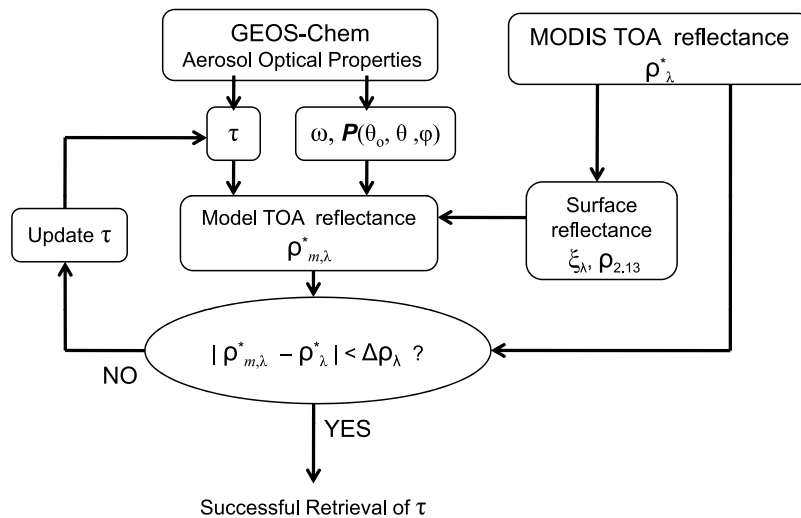 GEOS-Chem
Aerosol Optical Properties
MODIS TOA reflectance
ρ*λ
τ
ω, P(θo, θ ,φ)
Model TOA reflectance
ρ*m,λ
Surface
reflectance
ξλ, ρ2.13
Update τ
| ρ*m,λ – ρ*λ | < Δρλ ?
NO
YES
Successful Retrieval of τ